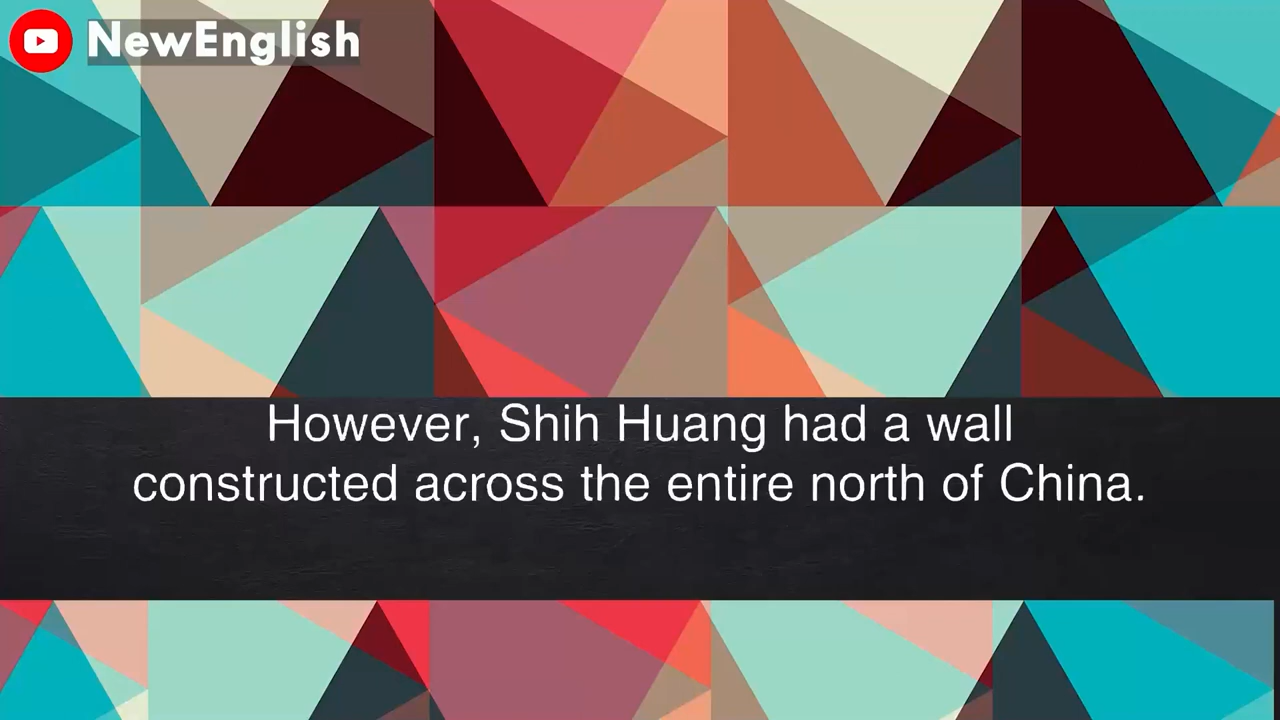 NewEnglish
However, Shih Huang had a wall
constructed across the entire north of China.